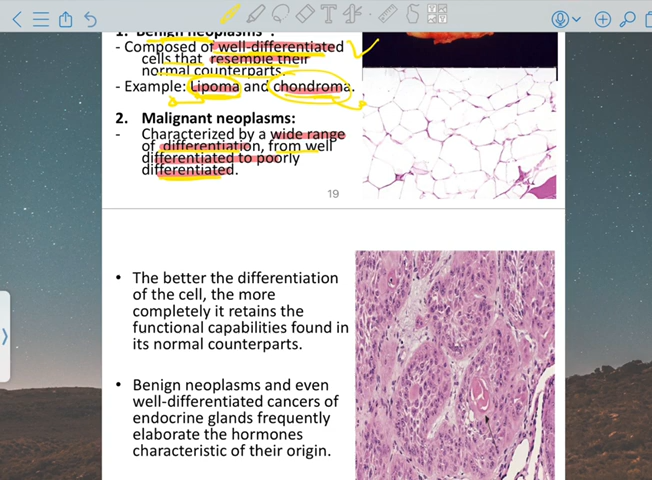 1. Benign neoplasms :
- Composed of well-differentiated
cells that resemble their
normal counterparts.
- Example: Lipoma and chondroma.
2. Malignant neoplasms:
- Characterized by a wide range
of differentiation, from well
differentiated to poorly
differentiated.
19
• The better the differentiation
of the cell, the more
completely it retains the
functional capabilities found in
its normal counterparts.
• Benign neoplasms and even
well-differentiated cancers of
endocrine glands frequently
elaborate the hormones
characteristic of their origin.